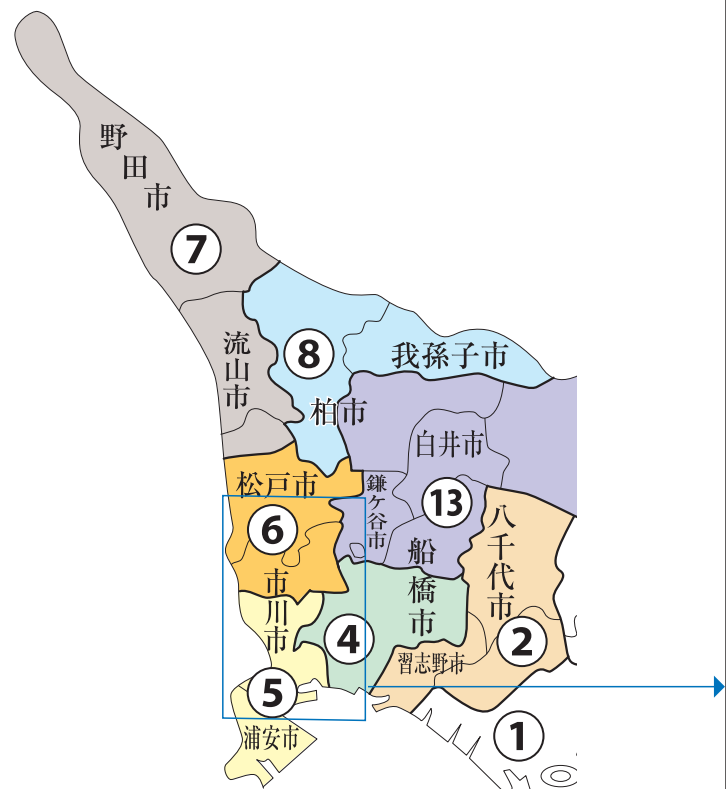 野田市
⑦
流山市
⑧
我孫子市
柏市
白井市
松戸市
鎌ケ谷市
⑬
⑥
八千代市
船橋市
市川市
④
②
習志野市
⑤
浦安市
①